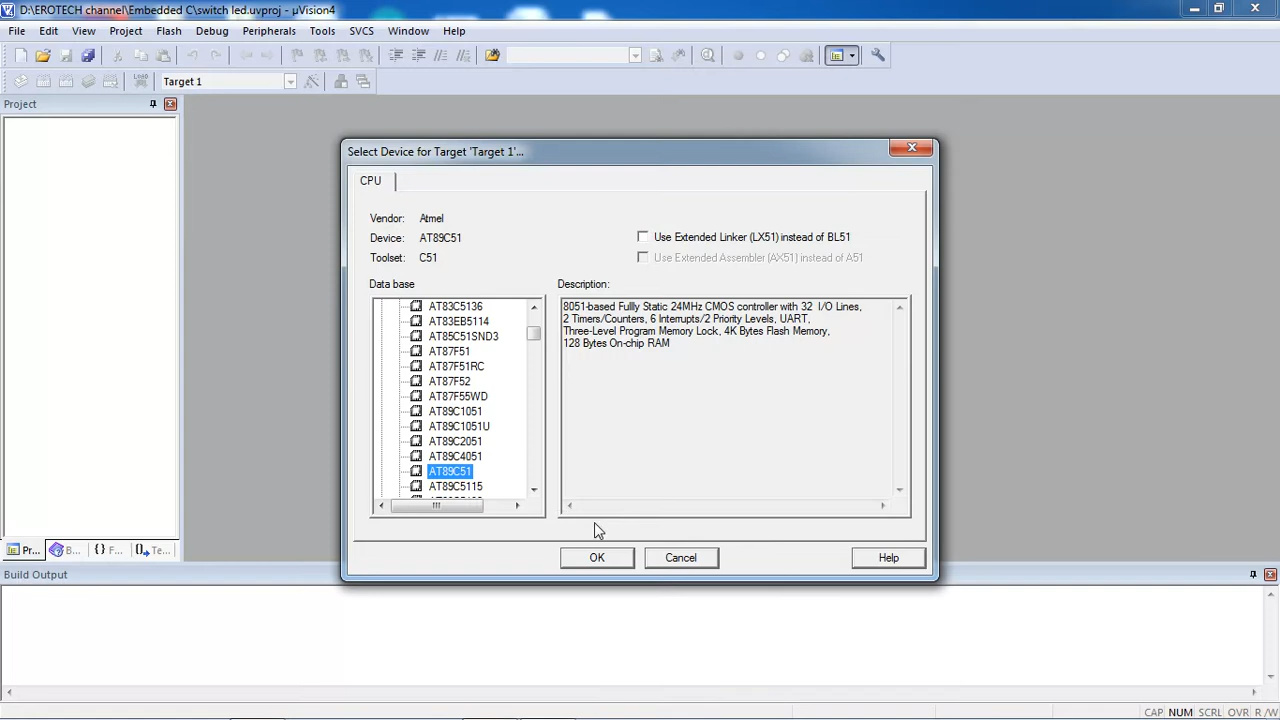 D:\EROTECH channel\Embedded C\switch led.uvproj - µVision4
File Edit View Project Flash Debug Peripherals Tools SVCS Window Help
LOAD Target 1
Project
Select Device for Target 'Target 1'...
CPU
Vendor: Atmel
Device: AT89C51
Toolset: C51
Use Extended Linker (LX51) instead of BL51
Use Extended Assembler (AX51) instead of A51
Data base
Description:
AT83C5136
AT83EB5114
AT85C51SND3
AT87F51
AT87F51RC
AT87F52
AT87F55WD
AT89C1051
AT89C1051U
AT89C2051
AT89C4051
AT89C51
AT89C5115
8051-based Fullly Static 24MHz CMOS controller with 32 I/O Lines,
2 Timers/Counters, 6 Interrupts/2 Priority Levels, UART,
Three-Level Program Memory Lock, 4K Bytes Flash Memory,
128 Bytes On-chip RAM
OK Cancel Help
Pr... B... {} F... Te...
Build Output
CAP NUM SCRL OVR R/W